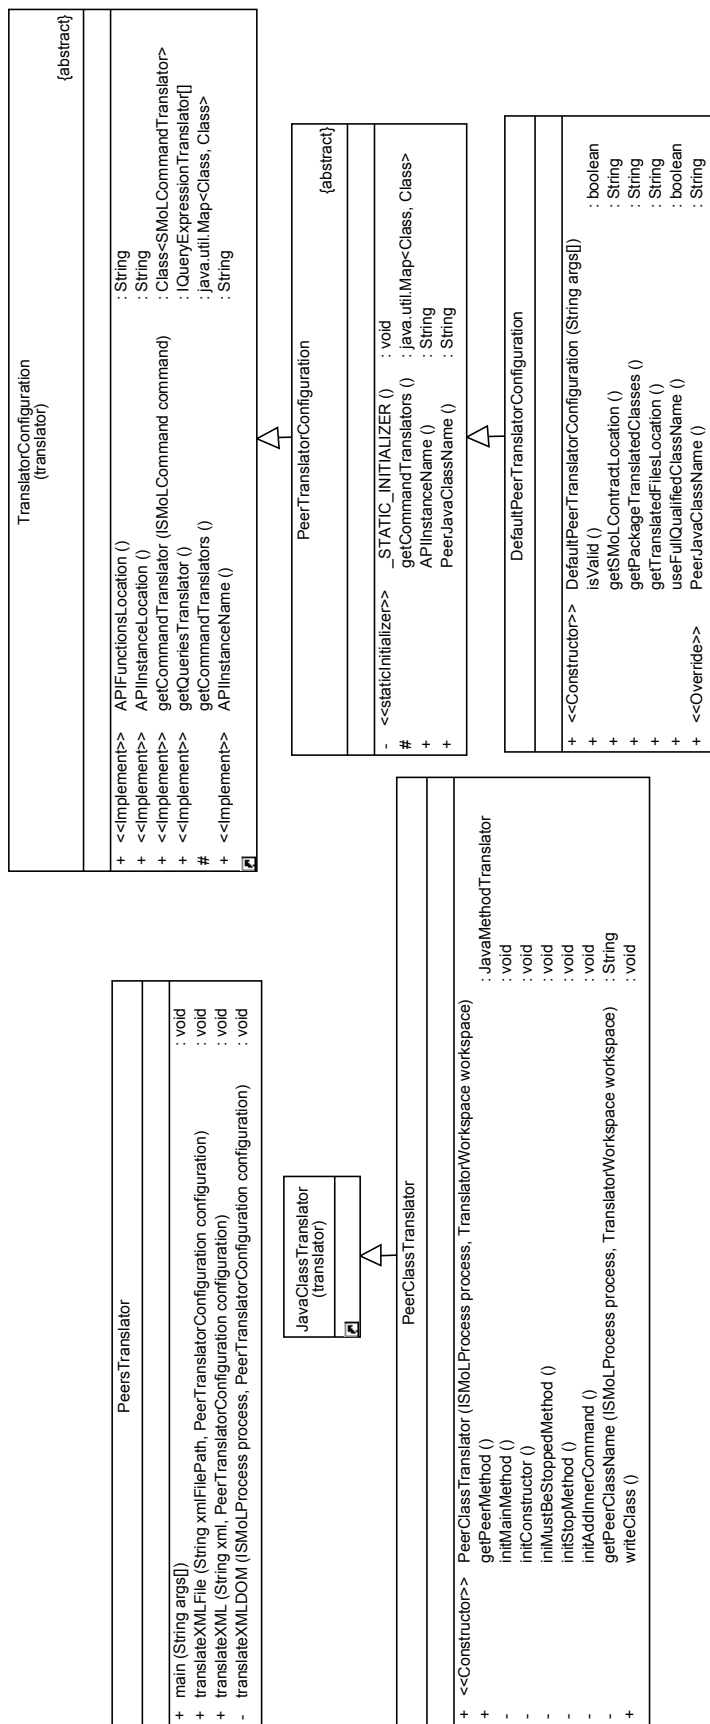 PeersTranslator
+ main (String args[]) : void
+ translateXMLFile (String xmlFilePath, PeerTranslatorConfiguration configuration) : void
+ translateXML (String xml, PeerTranslatorConfiguration configuration) : void
- translateXMLDOM (ISMoLProcess process, PeerTranslatorConfiguration configuration) : void
JavaClassTranslator
(translator)
PeerClassTranslator
+ <<Constructor>> PeerClassTranslator (ISMoLProcess process, TranslatorWorkspace workspace)
+ getPeerMethod () : JavaMethodTranslator
- initMainMethod () : void
- initConstructor () : void
- iniMustBeStoppedMethod () : void
- initStopMethod () : void
- initAddInnerCommand () : void
- getPeerClassName (ISMoLProcess process, TranslatorWorkspace workspace) : String
+ writeClass () : void
TranslatorConfiguration
(translator)
{abstract}
+ <<Implement>> APIFunctionsLocation () : String
+ <<Implement>> APIInstanceLocation () : String
+ <<Implement>> getCommandTranslator (ISMoLCommand command) : Class<SMoLCommandTranslator>
+ <<Implement>> getQueriesTranslator () : IQueryExpressionTranslator[]
# getCommandTranslators () : java.util.Map<Class, Class>
+ <<Implement>> APIInstanceName () : String
PeerTranslatorConfiguration
{abstract}
- <<staticInitializer>> _STATIC_INITIALIZER () : void
# getCommandTranslators () : java.util.Map<Class, Class>
+ APIInstanceName () : String
+ PeerJavaClassName () : String
DefaultPeerTranslatorConfiguration
+ <<Constructor>> DefaultPeerTranslatorConfiguration (String args[])
+ isValid () : boolean
+ getSMoLContractLocation () : String
+ getPackageTranslatedClasses () : String
+ getTranslatedFilesLocation () : String
+ useFullQualifiedClassName () : boolean
+ <<Override>> PeerJavaClassName () : String